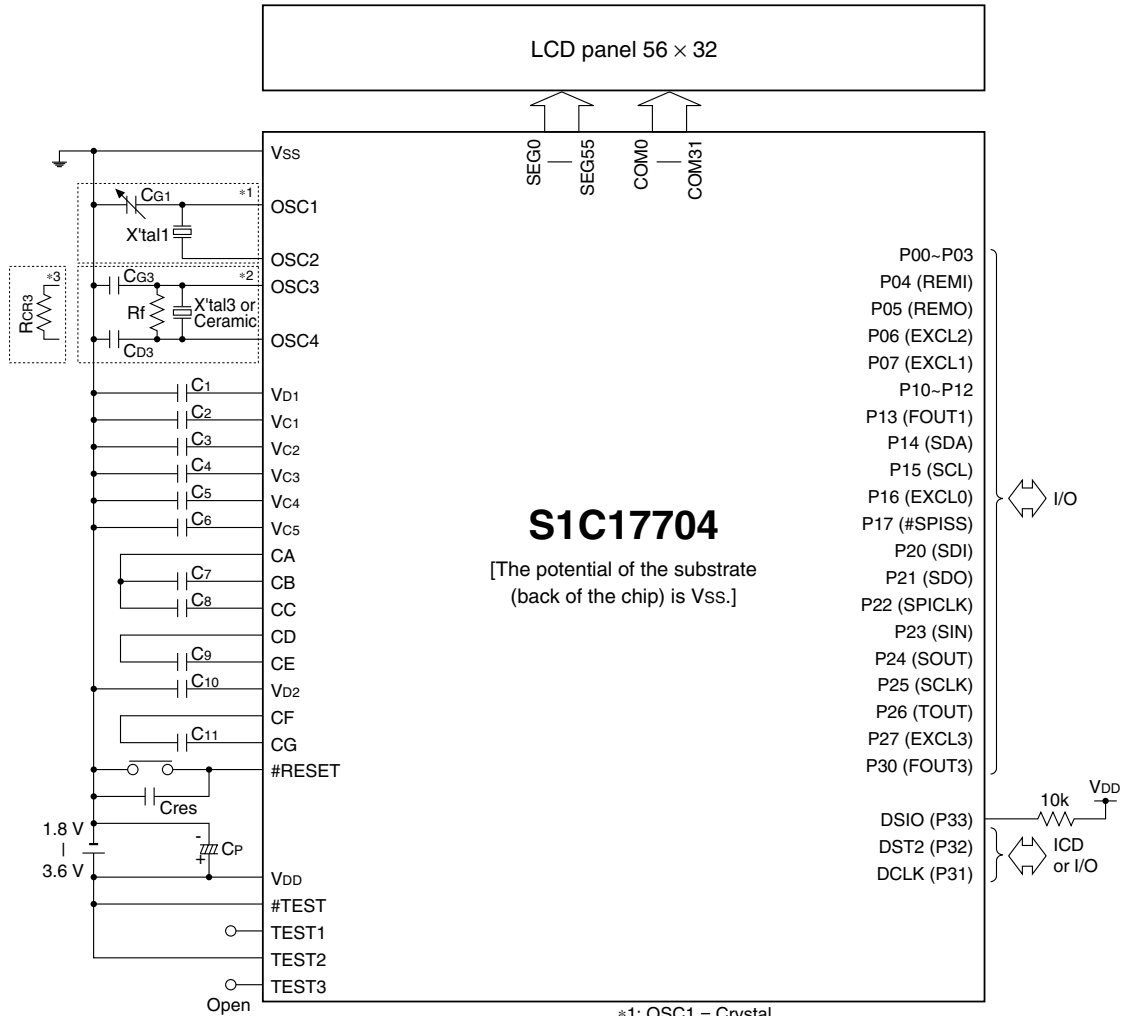 LCD panel 56 × 32
SEG0
SEG55
COM0
COM31
VSS
CG1
*1
OSC1
X'tal1
OSC2
*3
RCR3
CG3
*2
OSC3
Rf
X'tal3 or
Ceramic
CD3
OSC4
C1
VD1
C2
VC1
C3
VC2
C4
VC3
C5
VC4
C6
VC5
CA
C7
CB
C8
CC
CD
C9
CE
C10
VD2
CF
C11
CG
#RESET
Cres
1.8 V
|
3.6 V
-
+
CP
VDD
#TEST
TEST1
TEST2
TEST3
Open
S1C17704
[The potential of the substrate
(back of the chip) is VSS.]
P00~P03
P04 (REMI)
P05 (REMO)
P06 (EXCL2)
P07 (EXCL1)
P10~P12
P13 (FOUT1)
P14 (SDA)
P15 (SCL)
P16 (EXCL0)
P17 (#SPISS)
P20 (SDI)
P21 (SDO)
P22 (SPICLK)
P23 (SIN)
P24 (SOUT)
P25 (SCLK)
P26 (TOUT)
P27 (EXCL3)
P30 (FOUT3)
I/O
DSIO (P33)
10k
VDD
DST2 (P32)
DCLK (P31)
ICD
or I/O
*1: OSC1 = Crystal